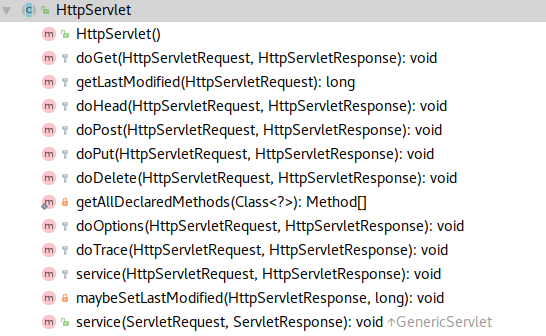 HttpServlet
HttpServlet()
doGet(HttpServletRequest, HttpServletResponse): void
getLastModified(HttpServletRequest): long
doHead(HttpServletRequest, HttpServletResponse): void
doPost(HttpServletRequest, HttpServletResponse): void
doPut(HttpServletRequest, HttpServletResponse): void
doDelete(HttpServletRequest, HttpServletResponse): void
getAllDeclaredMethods(Class<?>): Method[]
doOptions(HttpServletRequest, HttpServletResponse): void
doTrace(HttpServletRequest, HttpServletResponse): void
service(HttpServletRequest, HttpServletResponse): void
maybeSetLastModified(HttpServletResponse, long): void
service(ServletRequest, ServletResponse): void ↑GenericServlet